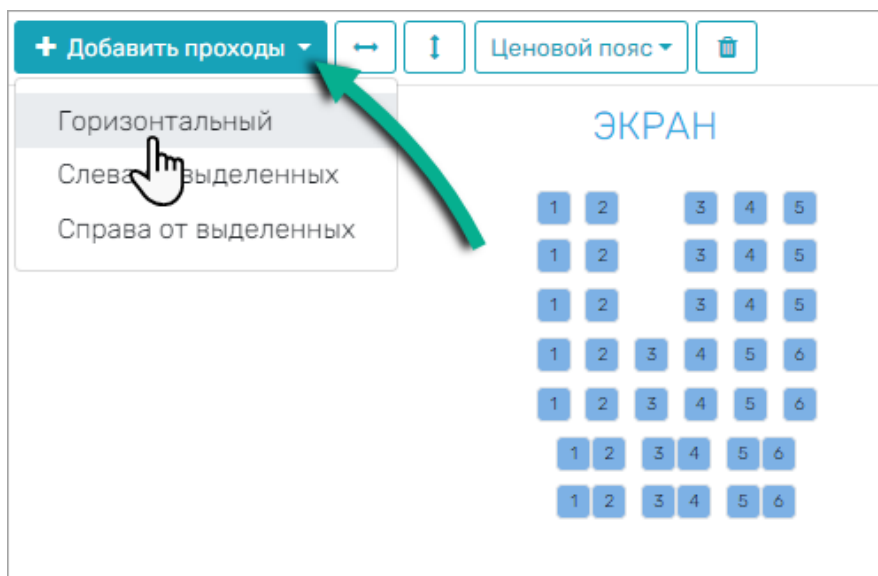 + Добавить проходы
Ценовой пояс
Горизонтальный
Слева выделенных
Справа от выделенных
ЭКРАН
1 2 3 4 5
1 2 3 4 5
1 2 3 4 5
1 2 3 4 5 6
1 2 3 4 5 6
1 2 3 4 5 6
1 2 3 4 5 6